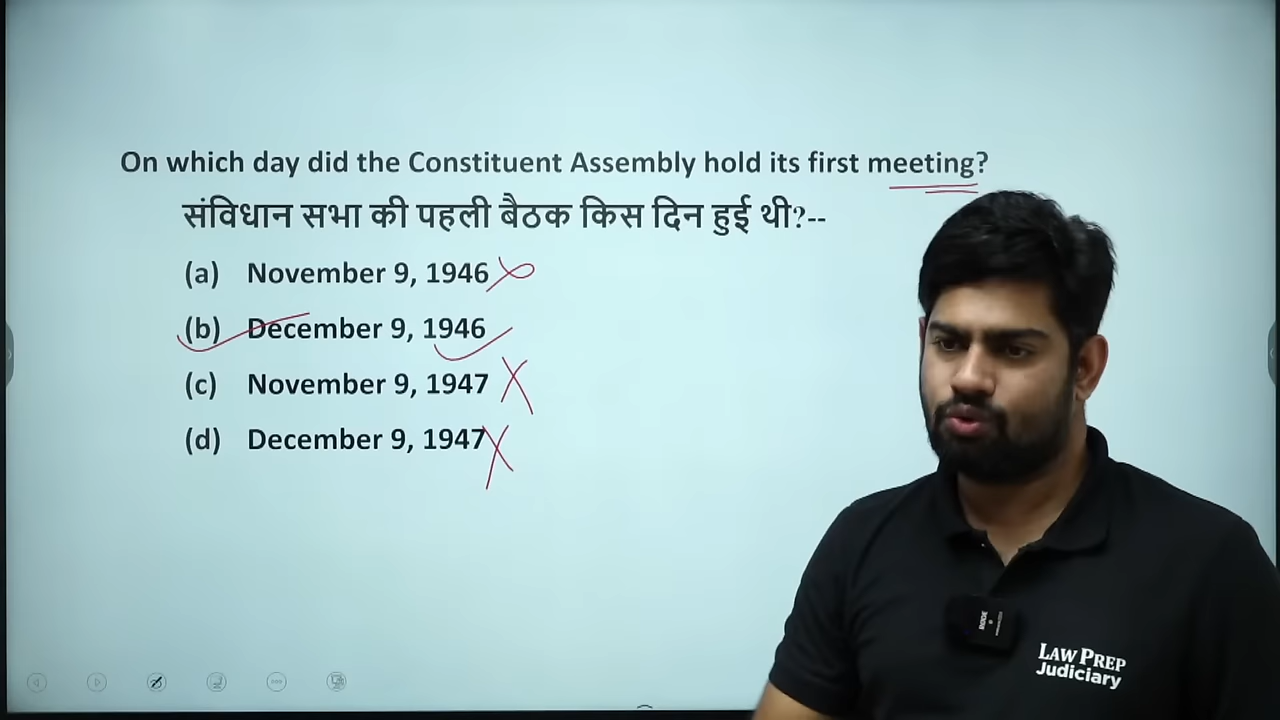 On which day did the Constituent Assembly hold its first meeting?
संविधान सभा की पहली बैठक किस दिन हुई थी?--
(a) November 9, 1946
(b) December 9, 1946
(c) November 9, 1947
(d) December 9, 1947
LAW PREP
Judiciary